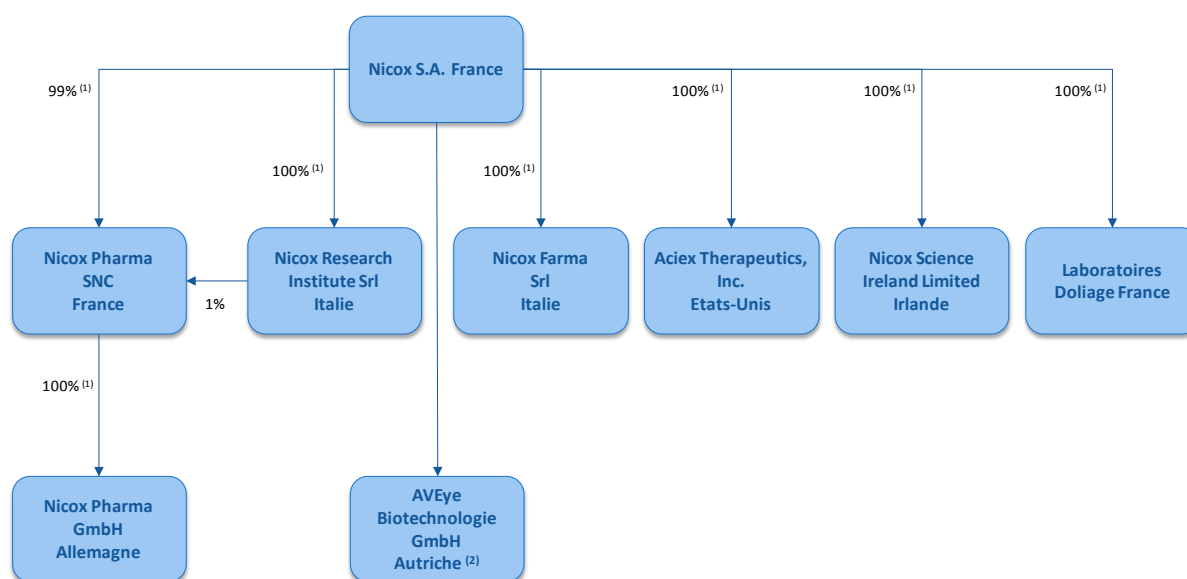 Nicox S.A. France
99% (1)
100% (1)
100% (1)
100% (1)
100% (1)
100% (1)
Nicox Pharma
SNC
France
1%
Nicox Research
Institute Srl
Italie
Nicox Farma
Srl
Italie
Aciex Therapeutics,
Inc.
Etats-Unis
Nicox Science
Ireland Limited
Irlande
Laboratoires
Doliage France
100% (1)
Nicox Pharma
GmbH
Allemagne
AVEye
Biotechnologie
GmbH
Autriche (2)